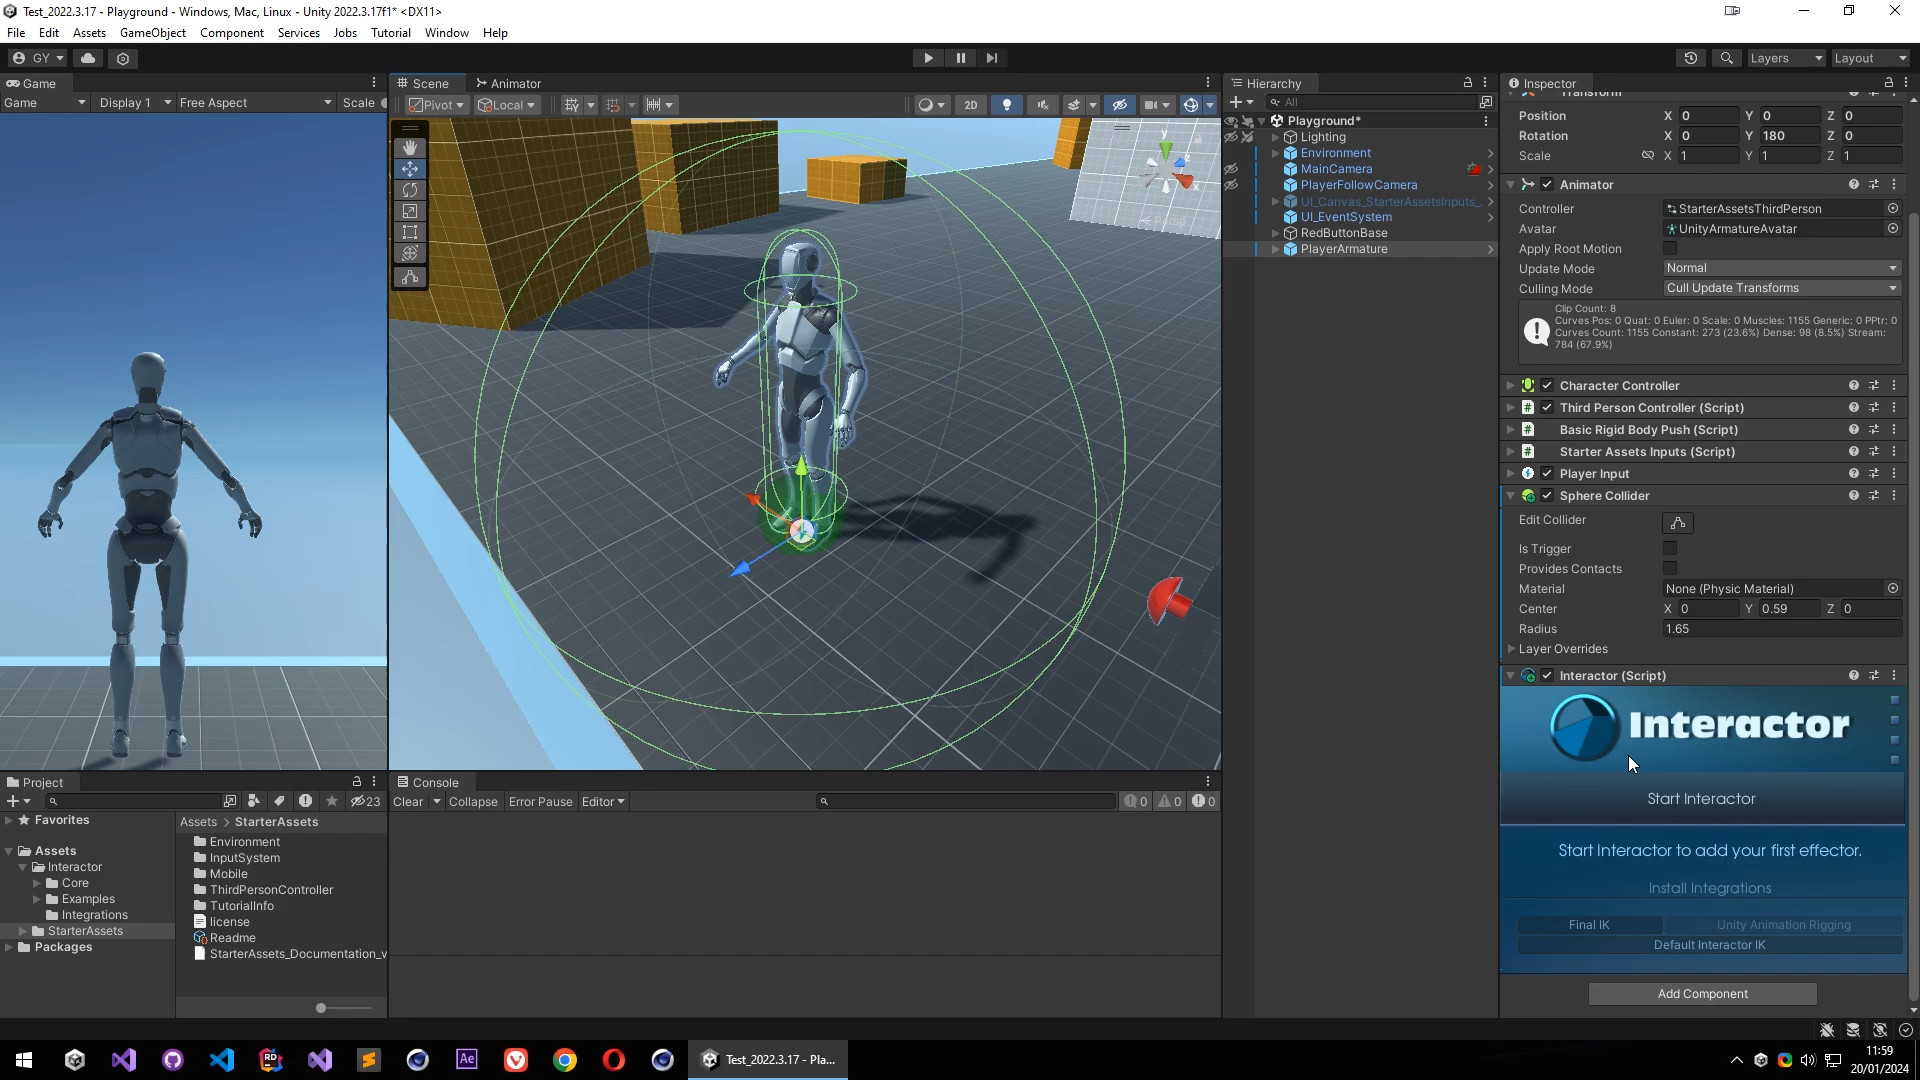 Test_2022.3.17 - Playground - Windows, Mac, Linux - Unity 2022.3.17f1* <DX11>
File Edit Assets GameObject Component Services Jobs Tutorial Window Help
GY Layers Layout
Game
Game Display 1 Free Aspect Scale
Scene Animator
Pivot Local 2D
y
x
Persp
Hierarchy
All
Playground*
Lighting
Environment
MainCamera
PlayerFollowCamera
UI_Canvas_StarterAssetsInputs_
UI_EventSystem
RedButtonBase
PlayerArmature
Inspector
Transform
Position X 0 Y 0 Z 0
Rotation X 0 Y 180 Z 0
Scale X 1 Y 1 Z 1
Animator
Controller StarterAssetsThirdPerson
Avatar UnityArmatureAvatar
Apply Root Motion
Update Mode Normal
Culling Mode Cull Update Transforms
Clip Count: 8
Curves Pos: 0 Quat: 0 Euler: 0 Scale: 0 Muscles: 1155 Generic: 0 PPtr: 0
Curves Count: 1155 Constant: 273 (23.6%) Dense: 98 (8.5%) Stream:
784 (67.9%)
Character Controller
Third Person Controller (Script)
Basic Rigid Body Push (Script)
Starter Assets Inputs (Script)
Player Input
Sphere Collider
Edit Collider
Is Trigger
Provides Contacts
Material None (Physic Material)
Center X 0 Y 0.59 Z 0
Radius 1.65
Layer Overrides
Interactor (Script)
Interactor
Start Interactor
Start Interactor to add your first effector.
Install Integrations
Final IK Unity Animation Rigging
Default Interactor IK
Add Component
Project
23
Favorites
Assets
Interactor
Core
Examples
Integrations
StarterAssets
Packages
Assets > StarterAssets
Environment
InputSystem
Mobile
ThirdPersonController
TutorialInfo
license
Readme
StarterAssets_Documentation_v
Console
Clear Collapse Error Pause Editor 0 0 0
RD Ae Test_2022.3.17 - Pla...
11:59
20/01/2024